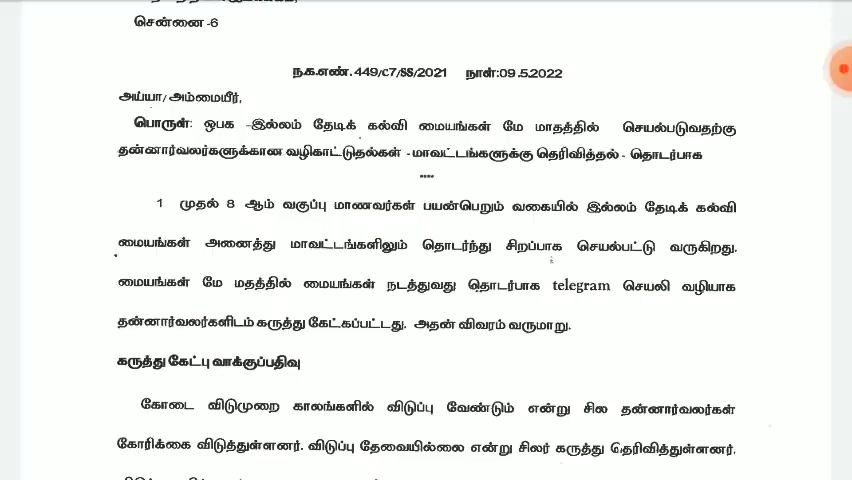 சென்னை -6
ந.க.எண். 449/c7/SS/2021 நாள்:09.5.2022
அய்யா/ அம்மையீர்,
பொருள்: ஒபக -இல்லம் தேடிக் கல்வி மையங்கள் மே மாதத்தில் செயல்படுவதற்கு
தன்னார்வலர்களுக்கான வழிகாட்டுதல்கள் -மாவட்டங்களுக்கு தெரிவித்தல் - தொடர்பாக
****
1 முதல் 8 ஆம் வகுப்பு மாணவர்கள் பயன்பெறும் வகையில் இல்லம் தேடிக் கல்வி
மையங்கள் அனைத்து மாவட்டங்களிலும் தொடர்ந்து சிறப்பாக செயல்பட்டு வருகிறது.
மையங்கள் மே மதத்தில் மையங்கள் நடத்துவது தொடர்பாக telegram செயலி வழியாக
தன்னார்வலர்களிடம் கருத்து கேட்கப்பட்டது. அதன் விவரம் வருமாறு.
கருத்து கேட்பு வாக்குப்பதிவு
கோடை விடுமுறை காலங்களில் விடுப்பு வேண்டும் என்று சில தன்னார்வலர்கள்
கோரிக்கை விடுத்துள்ளனர். விடுப்பு தேவையில்லை என்று சிலர் கருத்து தெரிவித்துள்ளனர்.